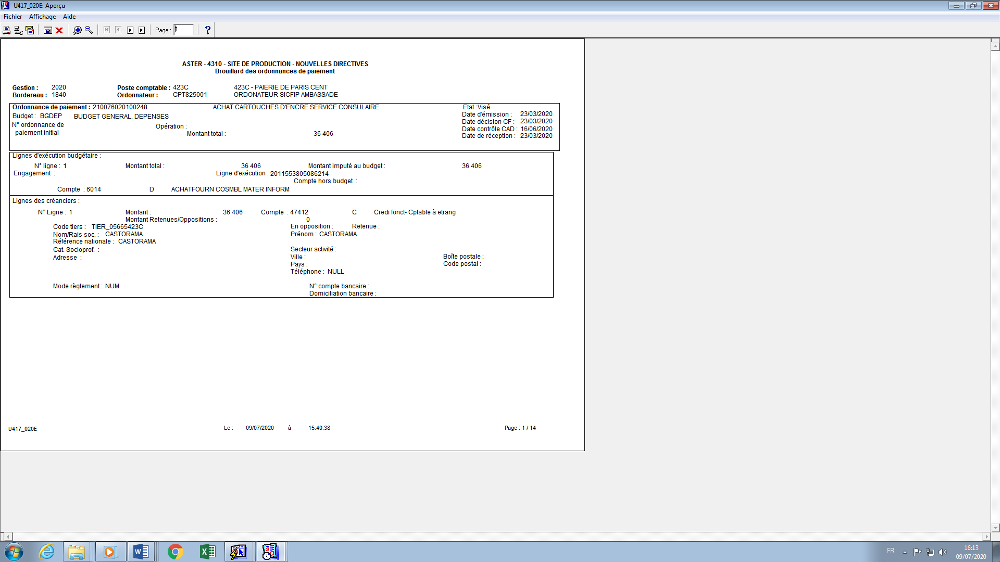 U417_020E: Aperçu
Fichier Affichage Aide
Page : 1
ASTER - 4310 - SITE DE PRODUCTION - NOUVELLES DIRECTIVES
Brouillard des ordonnances de paiement
Gestion : 2020 Poste comptable : 423C 423C - PAIERIE DE PARIS CENT
Bordereau : 1840 Ordonnateur : CPT825001 ORDONATEUR SIGFIP AMBASSADE
Ordonnance de paiement : 210076020100248 ACHAT CARTOUCHES D'ENCRE SERVICE CONSULAIRE Etat :Visé
Budget : BGDEP BUDGET GENERAL. DEPENSES Date d'émission : 23/03/2020
N° ordonnance de paiement initial Opération : Date décision CF : 23/03/2020
Date contrôle CAD : 16/06/2020
Montant total : 36 406 Date de réception : 23/03/2020
Lignes d'exécution budgétaire :
N° ligne : 1 Montant total : 36 406 Montant imputé au budget : 36 406
Engagement : Ligne d'exécution : 2011553805086214
Compte hors budget :
Compte : 6014 D ACHATFOURN COSMBL MATER INFORM
Lignes des créanciers :
N° Ligne : 1 Montant : 36 406 Compte : 47412 C Credi fonct- Cptable à etrang
Montant Retenues/Oppositions : 0
Code tiers : TIER_05665423C En opposition : Retenue :
Nom/Rais soc. : CASTORAMA Prénom : CASTORAMA
Référence nationale : CASTORAMA
Cat. Socioprof. : Secteur activité :
Adresse : Ville : Boîte postale :
Pays : Code postal :
Téléphone : NULL
Mode règlement : NUM N° compte bancaire :
Domiciliation bancaire :
U417_020E Le : 09/07/2020 à 15:40:38 Page : 1 / 14
FR 16:13
09/07/2020